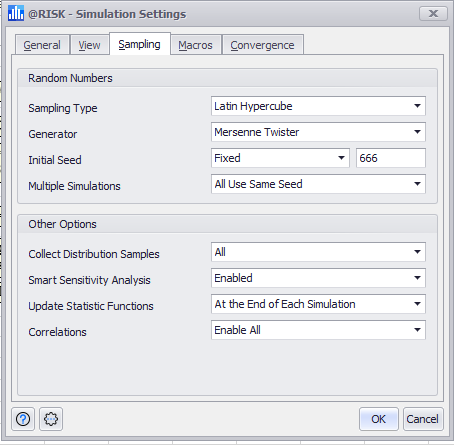 @RISK - Simulation Settings
General View Sampling Macros Convergence
Random Numbers
Sampling Type Latin Hypercube
Generator Mersenne Twister
Initial Seed Fixed 666
Multiple Simulations All Use Same Seed
Other Options
Collect Distribution Samples All
Smart Sensitivity Analysis Enabled
Update Statistic Functions At the End of Each Simulation
Correlations Enable All
OK Cancel